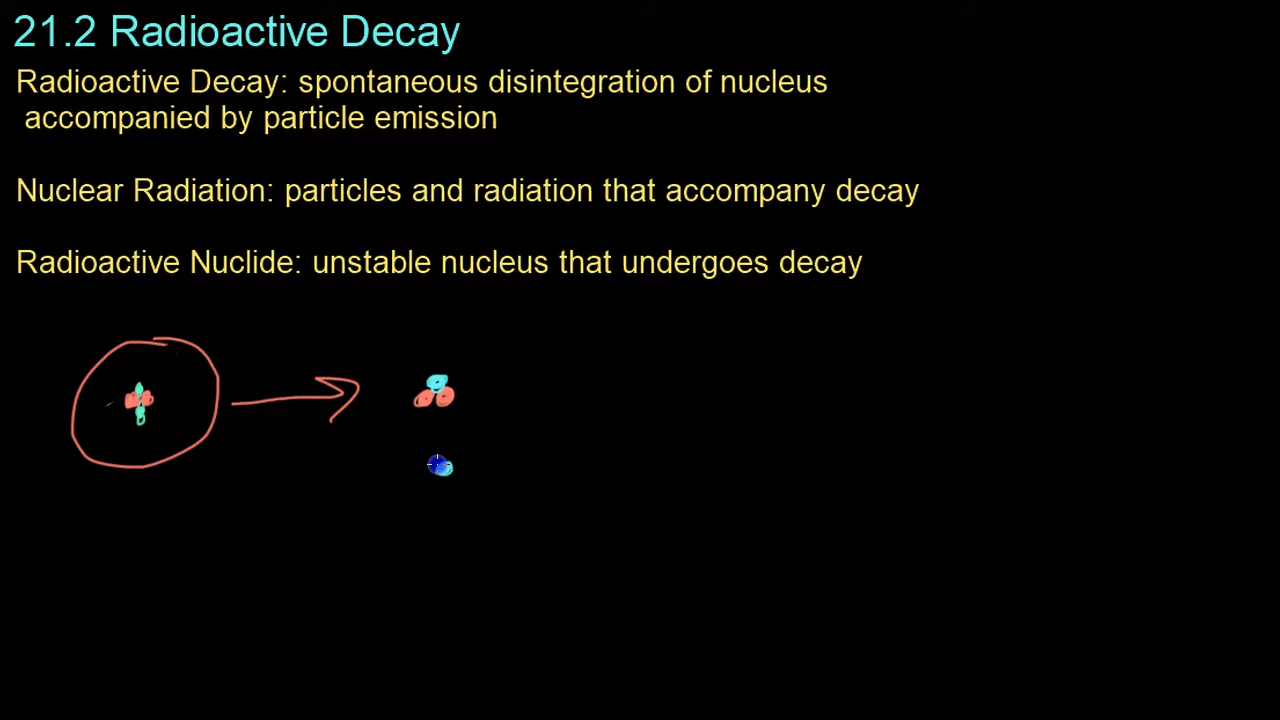 21.2 Radioactive Decay
Radioactive Decay: spontaneous disintegration of nucleus
accompanied by particle emission
Nuclear Radiation: particles and radiation that accompany decay
Radioactive Nuclide: unstable nucleus that undergoes decay